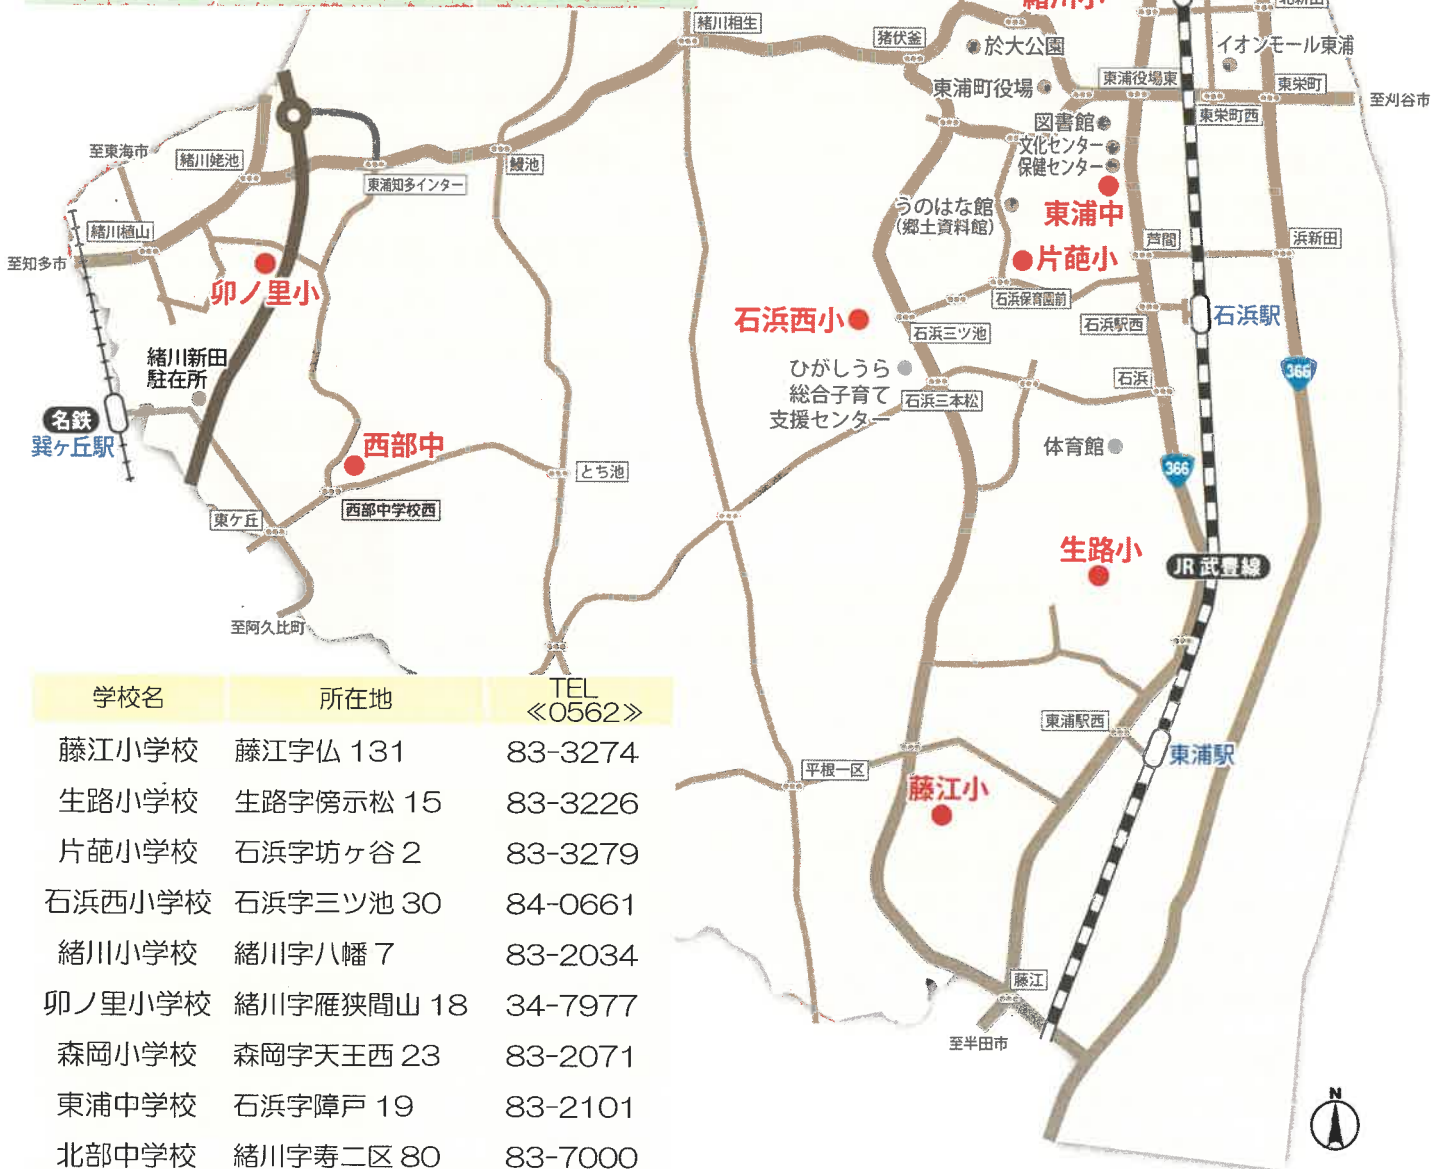 緒川小
北新田
緒川相生
猪伏釜
於大公園
イオンモール東浦
東浦町役場
東浦役場東
東栄町
至刈谷市
東栄町西
図書館
文化センター
保健センター
東浦中
至東海市
緒川姥池
鰻池
東浦知多インター
うのはな館
(郷土資料館)
緒川植山
芦間
浜新田
至知多市
片葩小
卯ノ里小
石浜保育園前
石浜西小
石浜三ツ池
石浜駅西
石浜駅
緒川新田
駐在所
ひがしうら
総合子育て
支援センター
石浜三本松
石浜
366
名鉄
巽ヶ丘駅
西部中
体育館
366
とち池
西部中学校西
東ケ丘
生路小
JR 武豊線
至阿久比町
東浦駅西
東浦駅
平根一区
藤江小
藤江
至半田市
N
学校名 所在地 TEL
≪0562≫
藤江小学校 藤江字仏 131 83-3274
生路小学校 生路字傍示松 15 83-3226
片葩小学校 石浜字坊ヶ谷 2 83-3279
石浜西小学校 石浜字三ツ池 30 84-0661
緒川小学校 緒川字八幡 7 83-2034
卯ノ里小学校 緒川字雁狭間山 18 34-7977
森岡小学校 森岡字天王西 23 83-2071
東浦中学校 石浜字障戸 19 83-2101
北部中学校 緒川字寿二区 80 83-7000